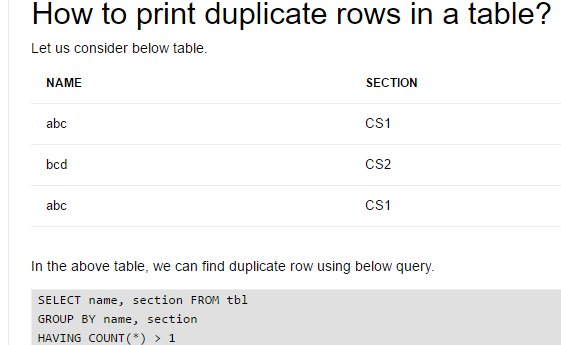 How to print duplicate rows in a table?
Let us consider below table.
NAME SECTION
abc CS1
bcd CS2
abc CS1
In the above table, we can find duplicate row using below query.
SELECT name, section FROM tbl
GROUP BY name, section
HAVING COUNT(*) > 1